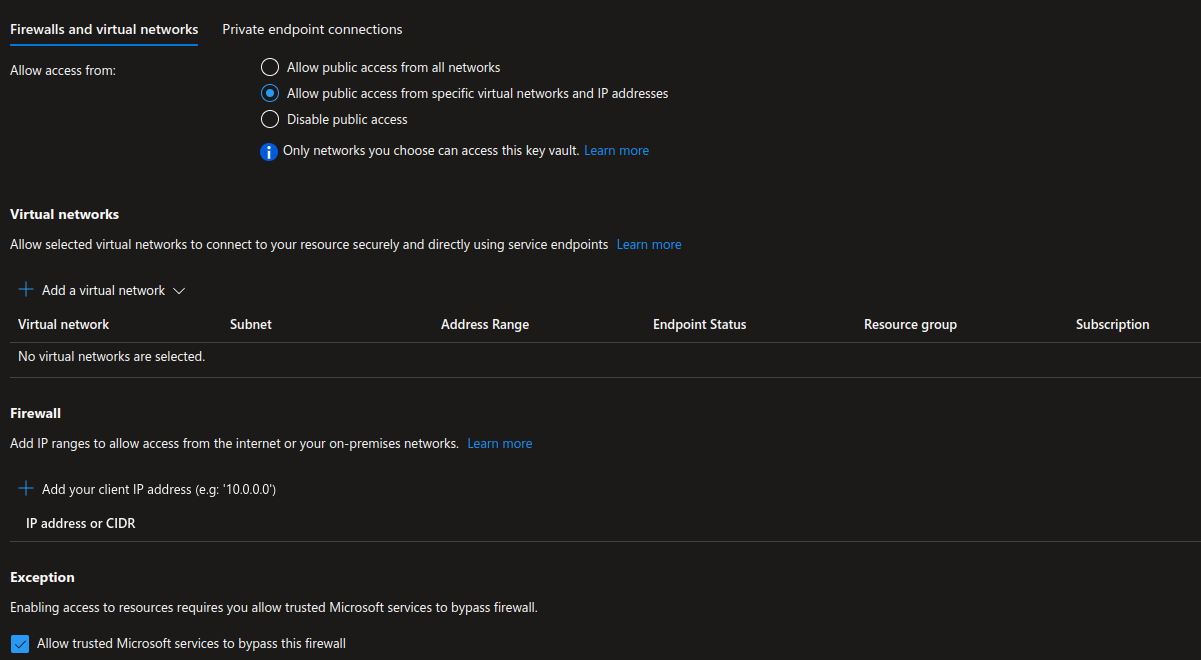 Firewalls and virtual networks Private endpoint connections
Allow access from:
Allow public access from all networks
Allow public access from specific virtual networks and IP addresses
Disable public access
Only networks you choose can access this key vault. Learn more
Virtual networks
Allow selected virtual networks to connect to your resource securely and directly using service endpoints Learn more
Add a virtual network
Virtual network Subnet Address Range Endpoint Status Resource group Subscription
No virtual networks are selected.
Firewall
Add IP ranges to allow access from the internet or your on-premises networks. Learn more
Add your client IP address (e.g: '10.0.0.0')
IP address or CIDR
Exception
Enabling access to resources requires you allow trusted Microsoft services to bypass firewall.
Allow trusted Microsoft services to bypass this firewall